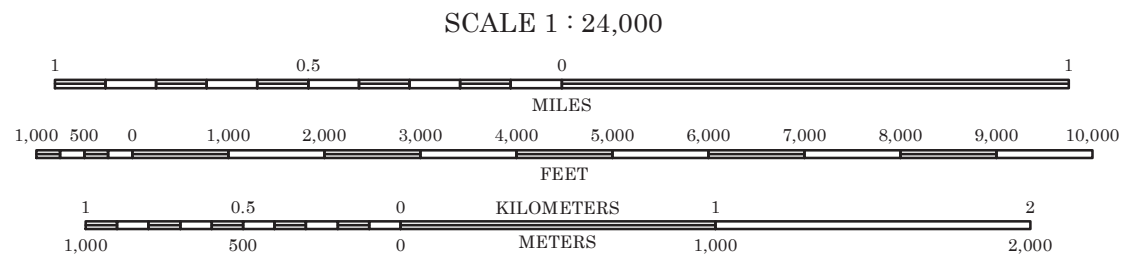 SCALE 1 : 24,000
1 0.5 0 1
MILES
1,000 500 0 1,000 2,000 3,000 4,000 5,000 6,000 7,000 8,000 9,000 10,000
FEET
1 0.5 0 KILOMETERS 1 2
1,000 500 0 METERS 1,000 2,000